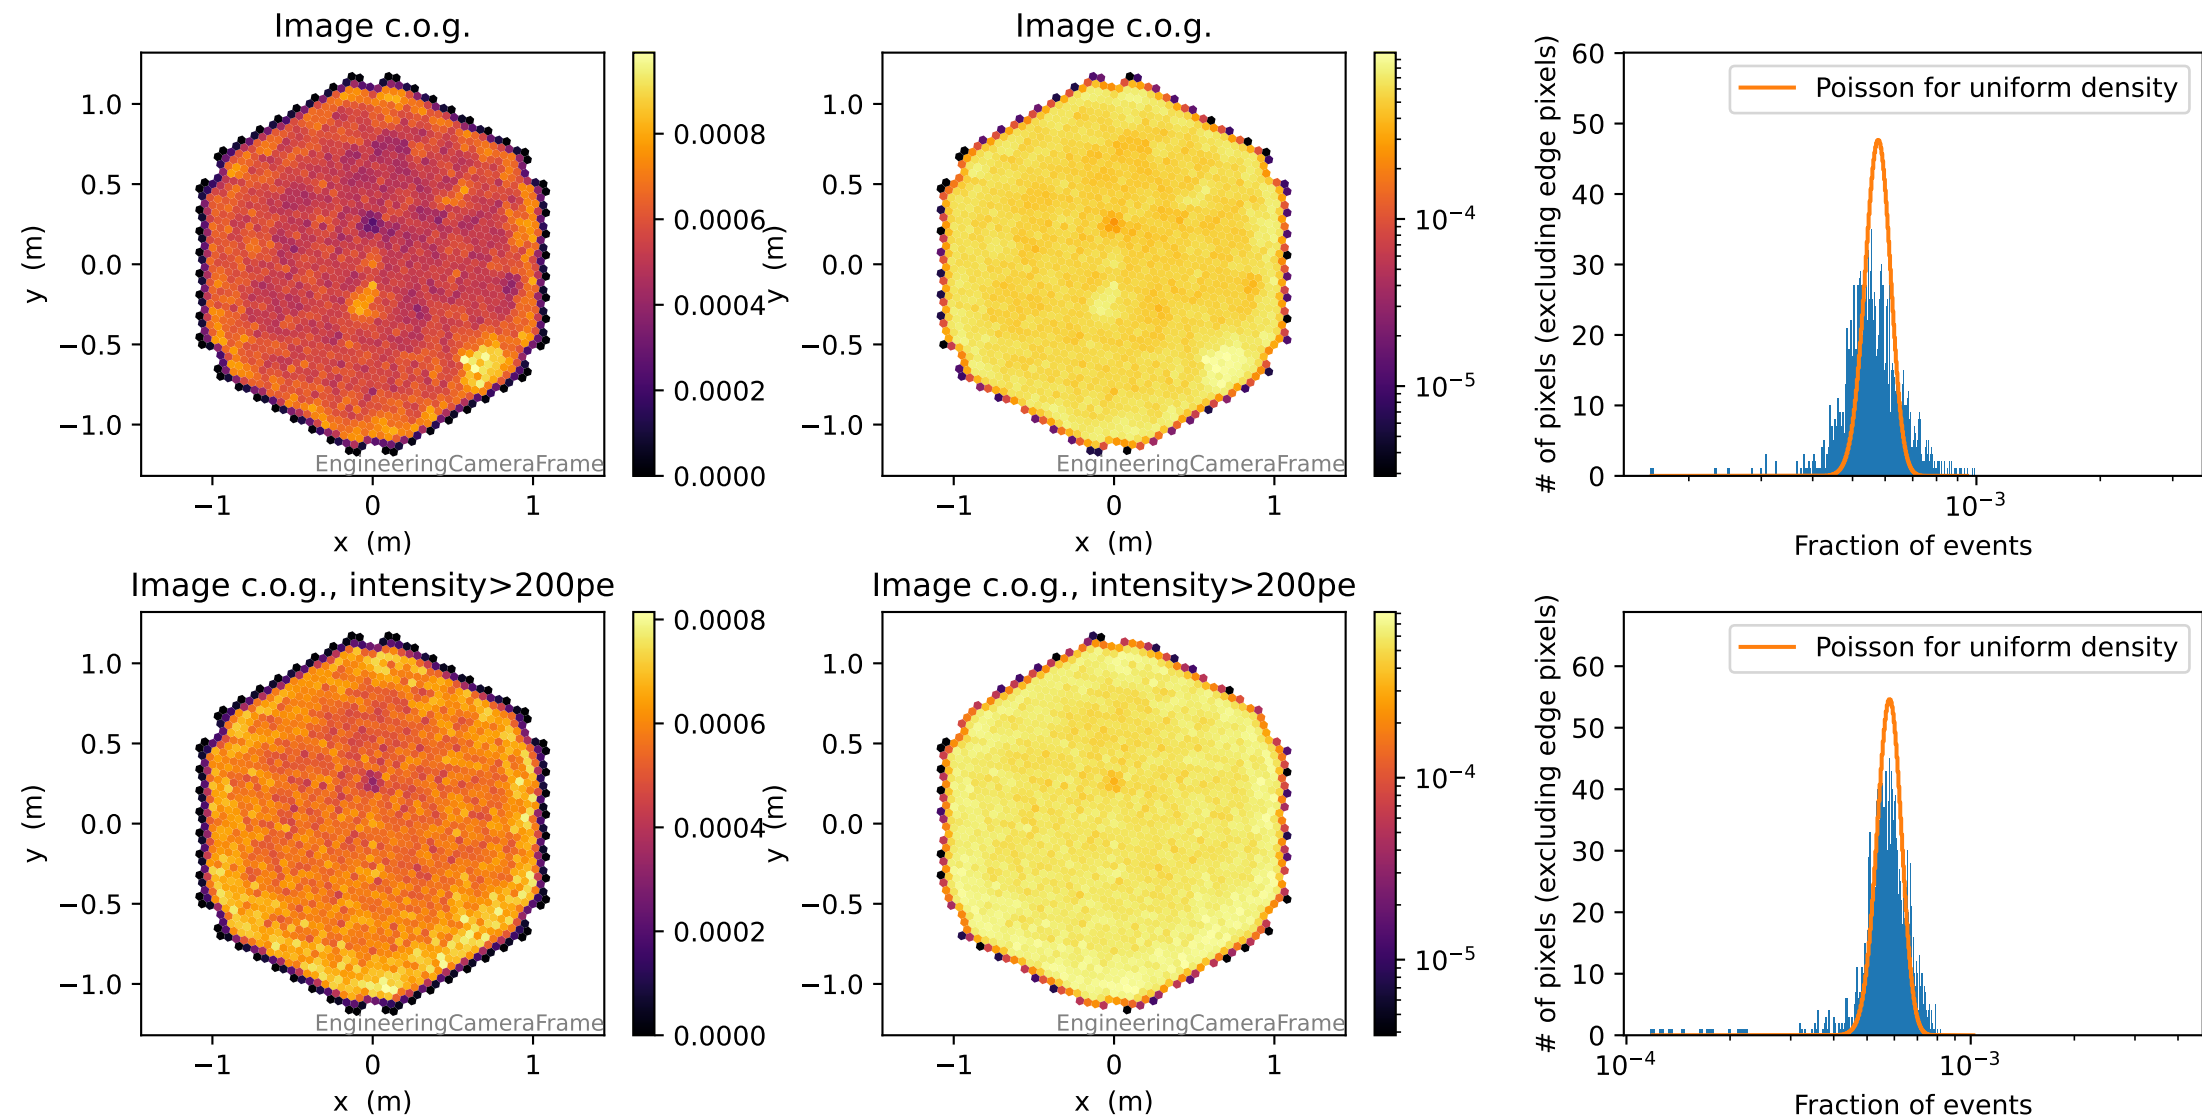 Image c.o.g.
1.0
0.5
0.0
−0.5
−1.0
y (m)
−1
0
1
x (m)
EngineeringCameraFrame
0.0008
0.0006
0.0004
0.0002
0.0000
Image c.o.g.
1.0
0.5
0.0
−0.5
−1.0
y (m)
−1
0
1
x (m)
EngineeringCameraFrame
10⁻⁴
10⁻⁵
# of pixels (excluding edge pixels)
60
50
40
30
20
10
0
Poisson for uniform density
10⁻³
Fraction of events
Image c.o.g., intensity>200pe
1.0
0.5
0.0
−0.5
−1.0
y (m)
−1
0
1
x (m)
EngineeringCameraFrame
0.0008
0.0006
0.0004
0.0002
0.0000
Image c.o.g., intensity>200pe
1.0
0.5
0.0
−0.5
−1.0
y (m)
−1
0
1
x (m)
EngineeringCameraFrame
10⁻⁴
10⁻⁵
# of pixels (excluding edge pixels)
60
50
40
30
20
10
0
Poisson for uniform density
10⁻⁴
10⁻³
Fraction of events